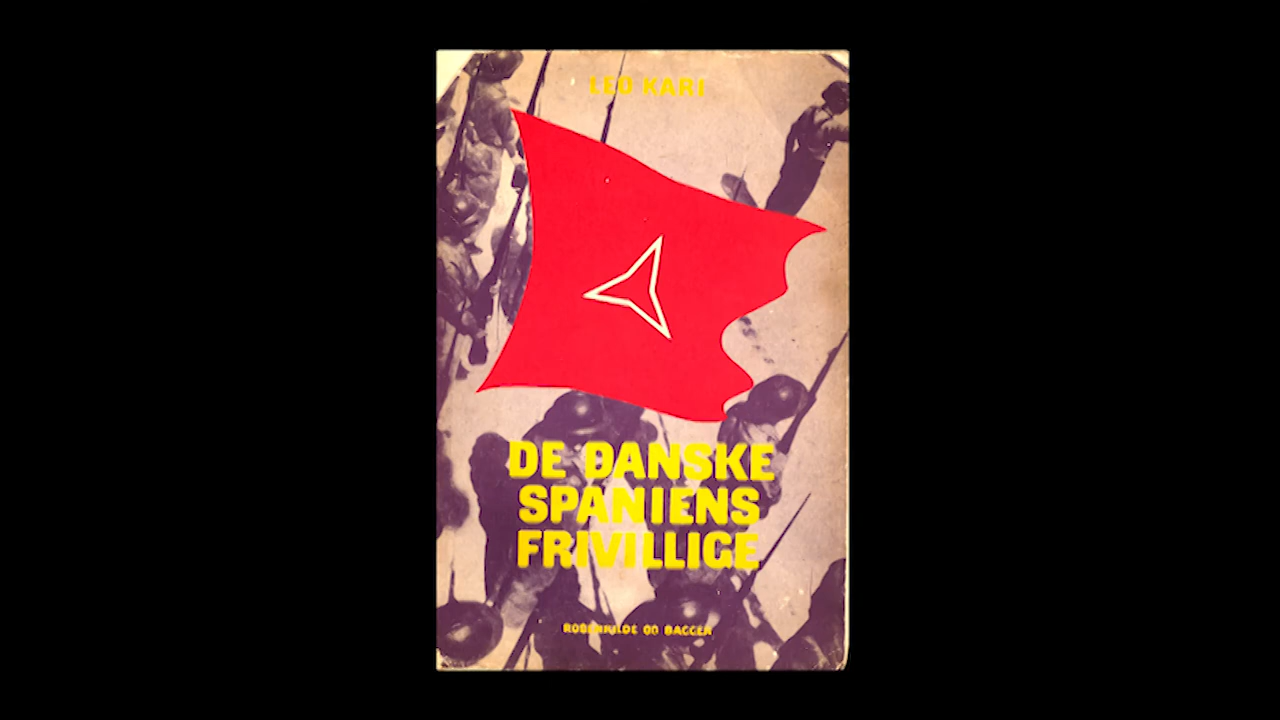 LEO KARI
DE DANSKE
SPANIENS
FRIVILLIGE
ROSENKILDE OG BAGGER